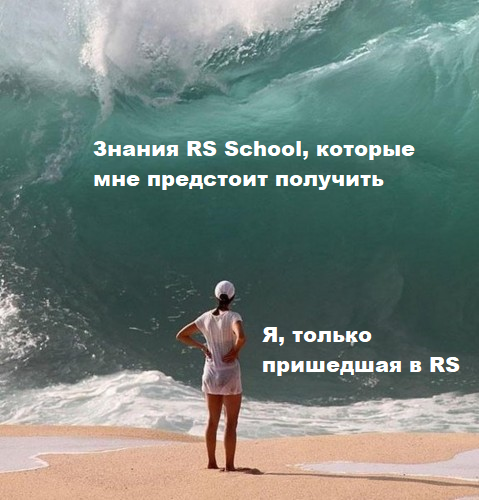 Знания RS School, которые
мне предстоит получить
Я, только
пришедшая в RS